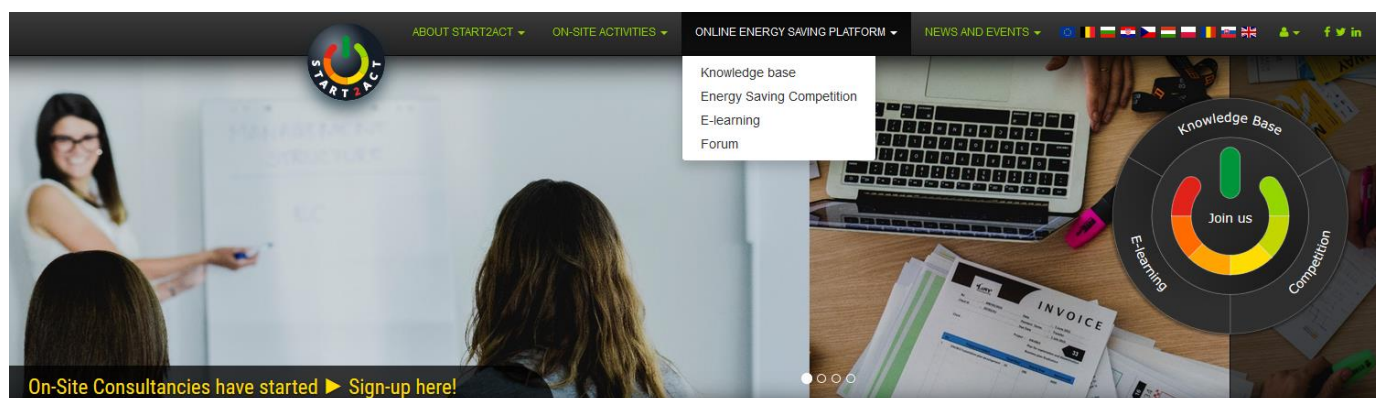 ABOUT START2ACT
ON-SITE ACTIVITIES
ONLINE ENERGY SAVING PLATFORM
NEWS AND EVENTS
f
in
START2ACT
Knowledge base
Energy Saving Competition
E-learning
Forum
Knowledge Base
Join us
E-learning
Competition
INVOICE
On-Site Consultancies have started ► Sign-up here!